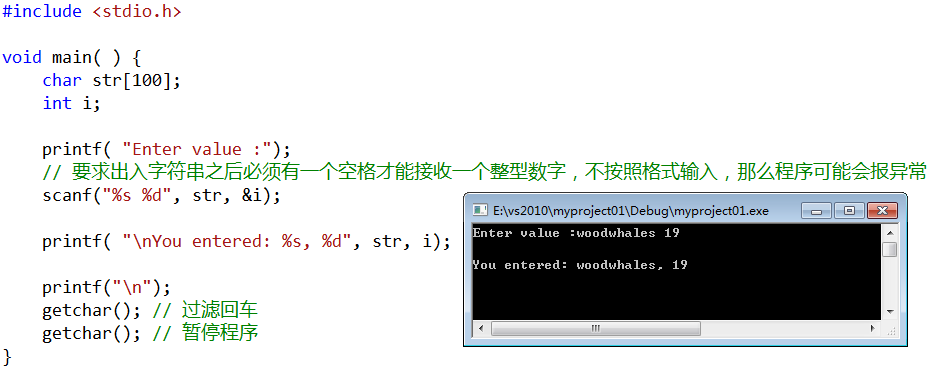 #include <stdio.h>
void main( ) {
    char str[100];
    int i;
    printf( "Enter value :");
    // 要求出入字符串之后必须有一个空格才能接收一个整型数字，不按照格式输入，那么程序可能会报异常
    scanf("%s %d", str, &i);
    printf( "\nYou entered: %s, %d", str, i);
    printf("\n");
    getchar(); // 过滤回车
    getchar(); // 暂停程序
}
E:\vs2010\myproject01\Debug\myproject01.exe
Enter value :woodwhales 19
You entered: woodwhales, 19